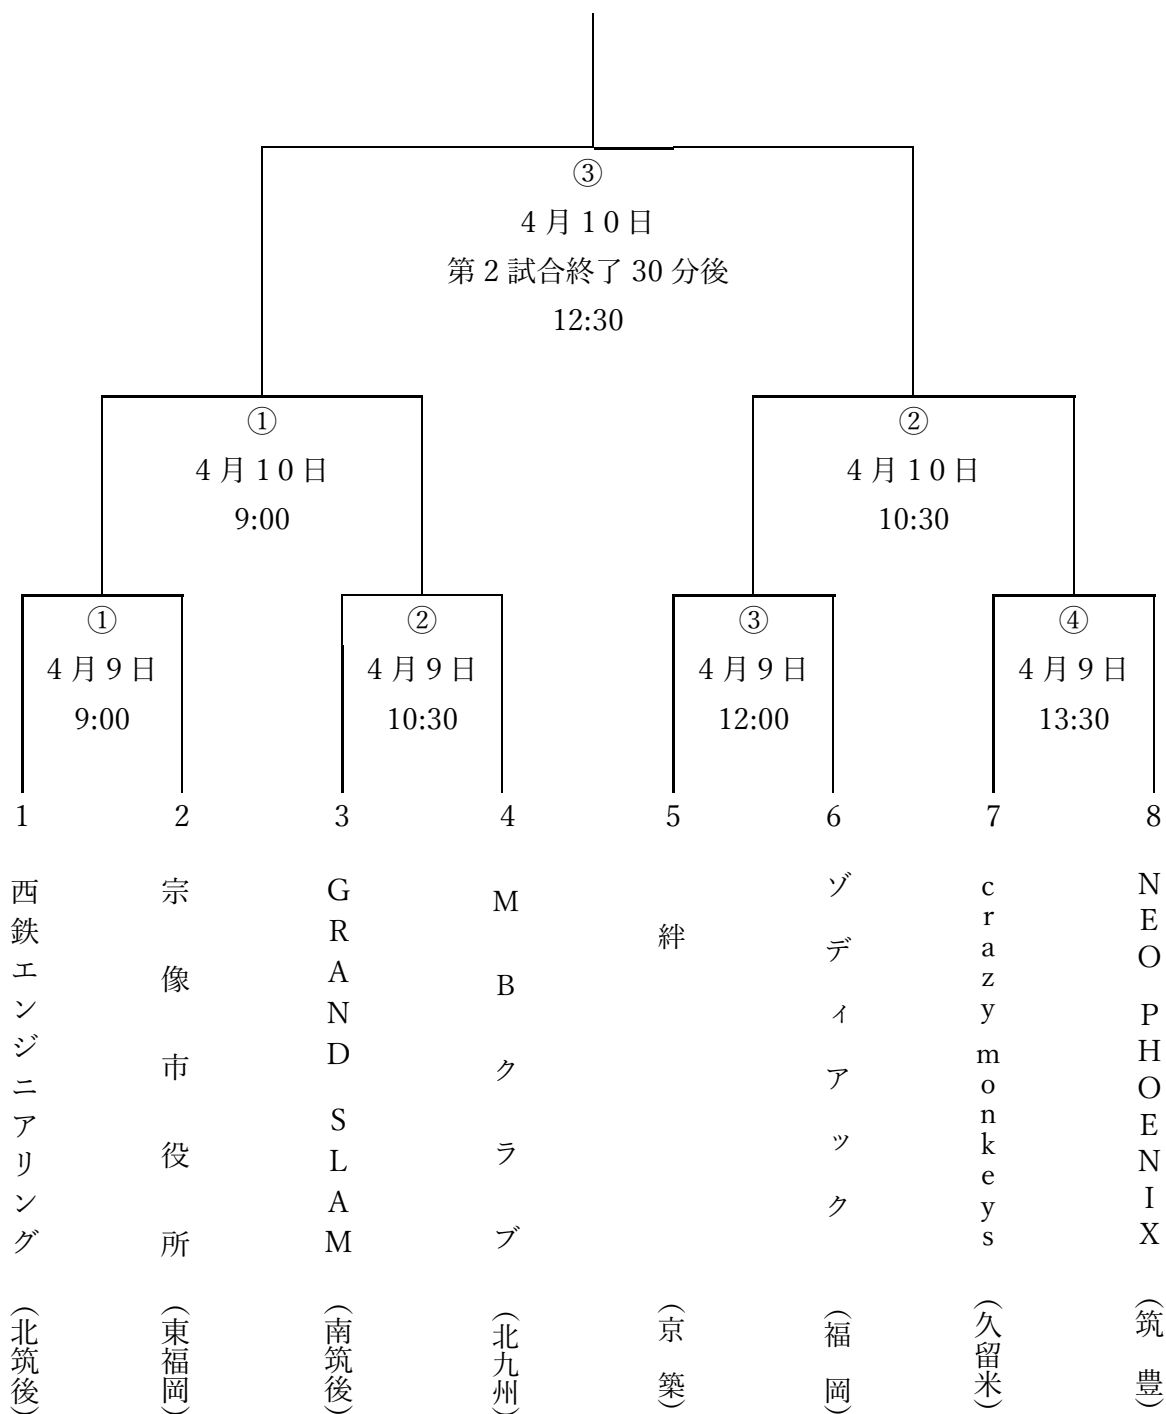 ③
4月10日
第2試合終了30分後
12:30
①
4月10日
9:00
②
4月10日
10:30
①
4月9日
9:00
②
4月9日
10:30
③
4月9日
12:00
④
4月9日
13:30
1
2
3
4
5
6
7
8
西鉄エンジニアリング(北筑後)
宗像市役所(東福岡)
GRAND SLAM(南筑後)
MBクラブ(北九州)
絆(京築)
ゾディアック(福岡)
crazy monkeys(久留米)
NEO PHOENIX(筑豊)